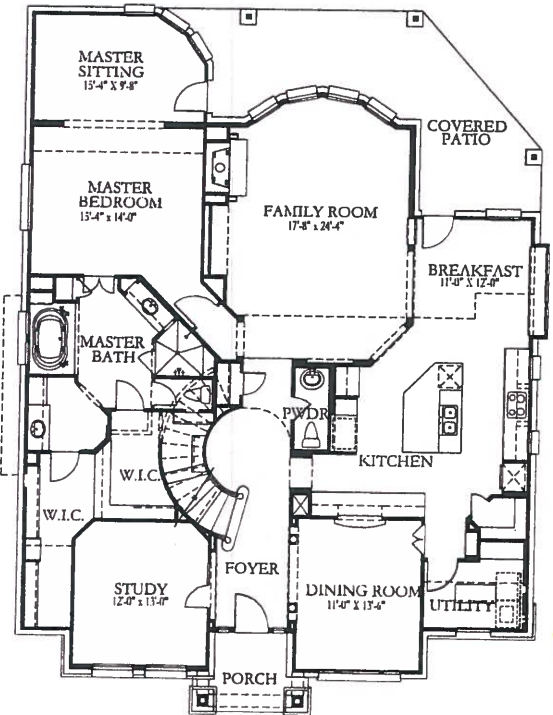 MASTER
SITTING
15'-4" X 9'-8"
COVERED
PATIO
MASTER
BEDROOM
15'-4" x 14'-0"
FAMILY ROOM
17'-8" x 24'-4"
BREAKFAST
11'-0" X 12'-0"
MASTER
BATH
PWDR
KITCHEN
W.I.C.
W.I.C.
FOYER
STUDY
12'-0" x 13'-0"
DINING ROOM
11'-0" X 13'-6"
UTILITY
PORCH